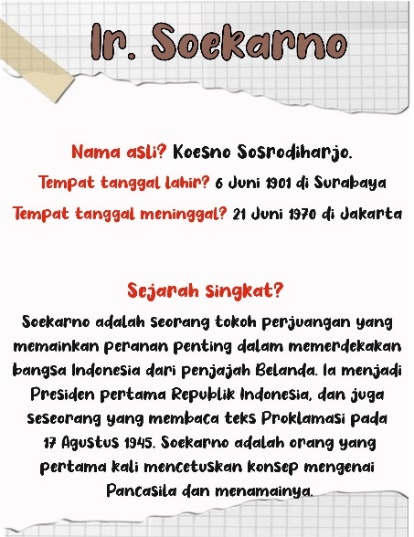 Ir. Soekarno
Nama asli? Koesno Sosrodiharjo.
Tempat tanggal lahir? 6 Juni 1901 di Surabaya
Tempat tanggal meninggal? 21 Juni 1970 di Jakarta
Sejarah singkat?
Soekarno adalah seorang tokoh perjuangan yang
memainkan peranan penting dalam memerdekakan
bangsa Indonesia dari penjajah Belanda. Ia menjadi
Presiden pertama Republik Indonesia, dan juga
seseorang yang membaca teks Proklamasi pada
17 Agustus 1945. Soekarno adalah orang yang
pertama kali mencetuskan konsep mengenai
Pancasila dan menamainya.